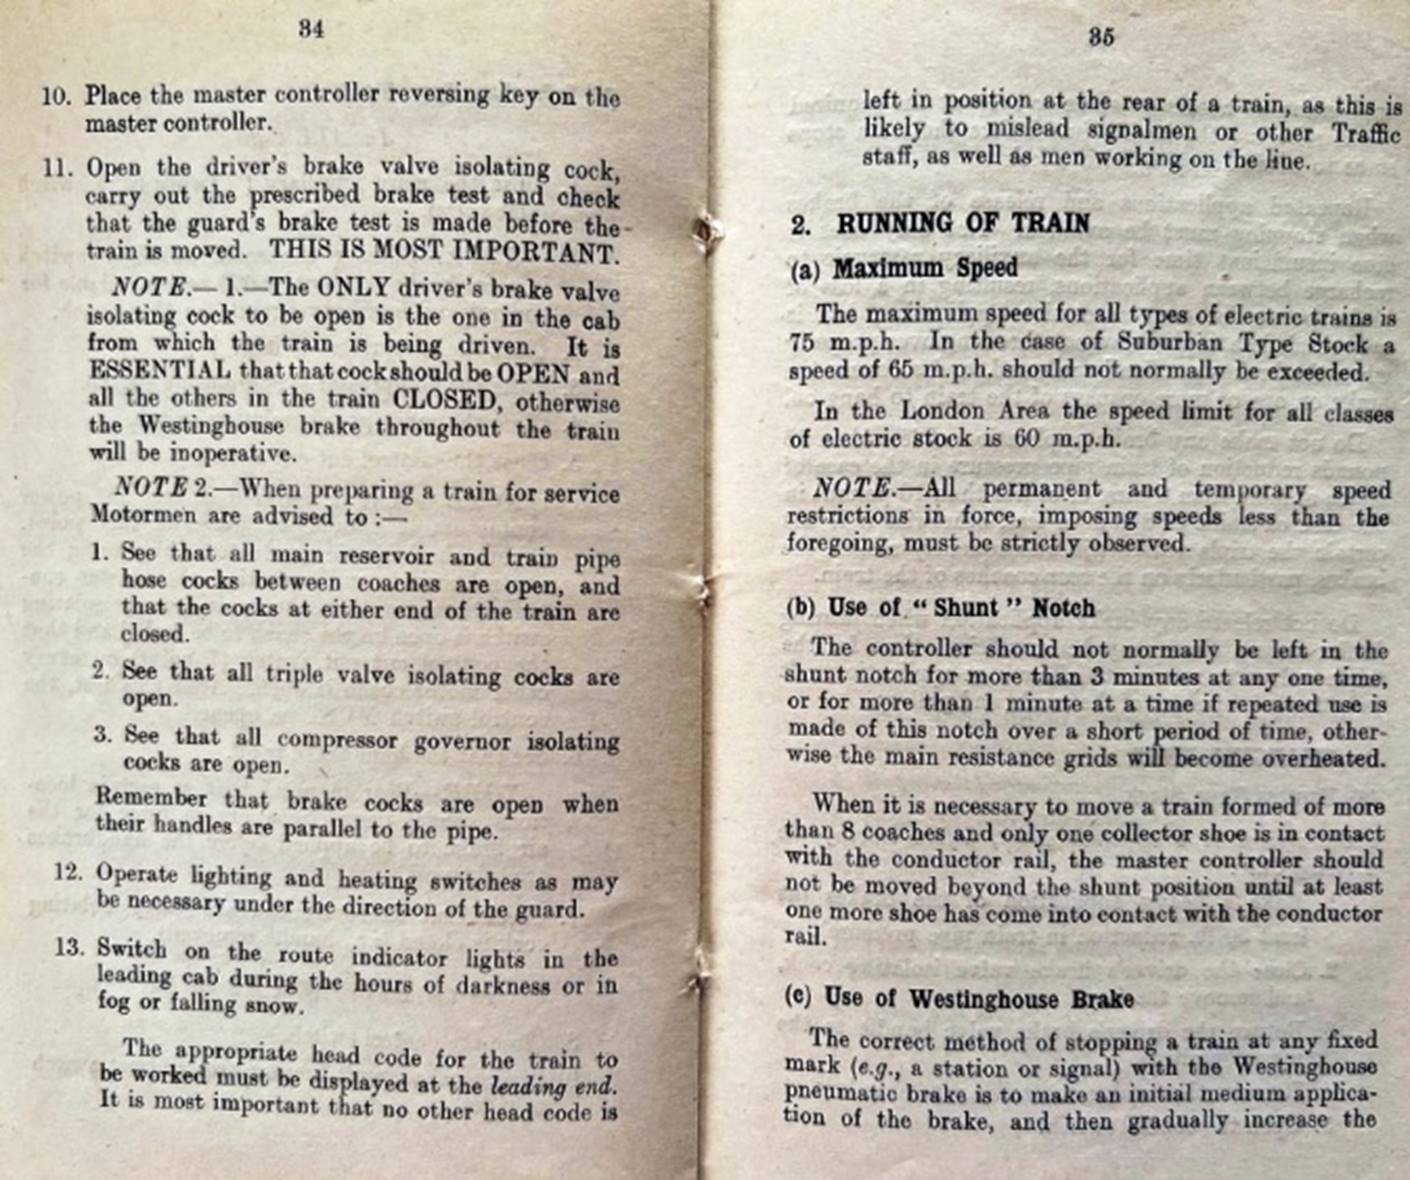 34
10. Place the master controller reversing key on the
master controller.
11. Open the driver's brake valve isolating cock,
carry out the prescribed brake test and check
that the guard's brake test is made before the
train is moved. THIS IS MOST IMPORTANT.
NOTE.— 1.—The ONLY driver's brake valve
isolating cock to be open is the one in the cab
from which the train is being driven. It is
ESSENTIAL that that cock should be OPEN and
all the others in the train CLOSED, otherwise
the Westinghouse brake throughout the train
will be inoperative.
NOTE 2.—When preparing a train for service
Motormen are advised to :—
1. See that all main reservoir and train pipe
hose cocks between coaches are open, and
that the cocks at either end of the train are
closed.
2. See that all triple valve isolating cocks are
open.
3. See that all compressor governor isolating
cocks are open.
Remember that brake cocks are open when
their handles are parallel to the pipe.
12. Operate lighting and heating switches as may
be necessary under the direction of the guard.
13. Switch on the route indicator lights in the
leading cab during the hours of darkness or in
fog or falling snow.
The appropriate head code for the train to
be worked must be displayed at the leading end.
It is most important that no other head code is
35
left in position at the rear of a train, as this is
likely to mislead signalmen or other Traffic
staff, as well as men working on the line.
2. RUNNING OF TRAIN
(a) Maximum Speed
The maximum speed for all types of electric trains is
75 m.p.h. In the case of Suburban Type Stock a
speed of 65 m.p.h. should not normally be exceeded.
In the London Area the speed limit for all classes
of electric stock is 60 m.p.h.
NOTE.—All permanent and temporary speed
restrictions in force, imposing speeds less than the
foregoing, must be strictly observed.
(b) Use of “ Shunt ” Notch
The controller should not normally be left in the
shunt notch for more than 3 minutes at any one time,
or for more than 1 minute at a time if repeated use is
made of this notch over a short period of time, other-
wise the main resistance grids will become overheated.
When it is necessary to move a train formed of more
than 8 coaches and only one collector shoe is in contact
with the conductor rail, the master controller should
not be moved beyond the shunt position until at least
one more shoe has come into contact with the conductor
rail.
(c) Use of Westinghouse Brake
The correct method of stopping a train at any fixed
mark (e.g., a station or signal) with the Westinghouse
pneumatic brake is to make an initial medium applica-
tion of the brake, and then gradually increase the